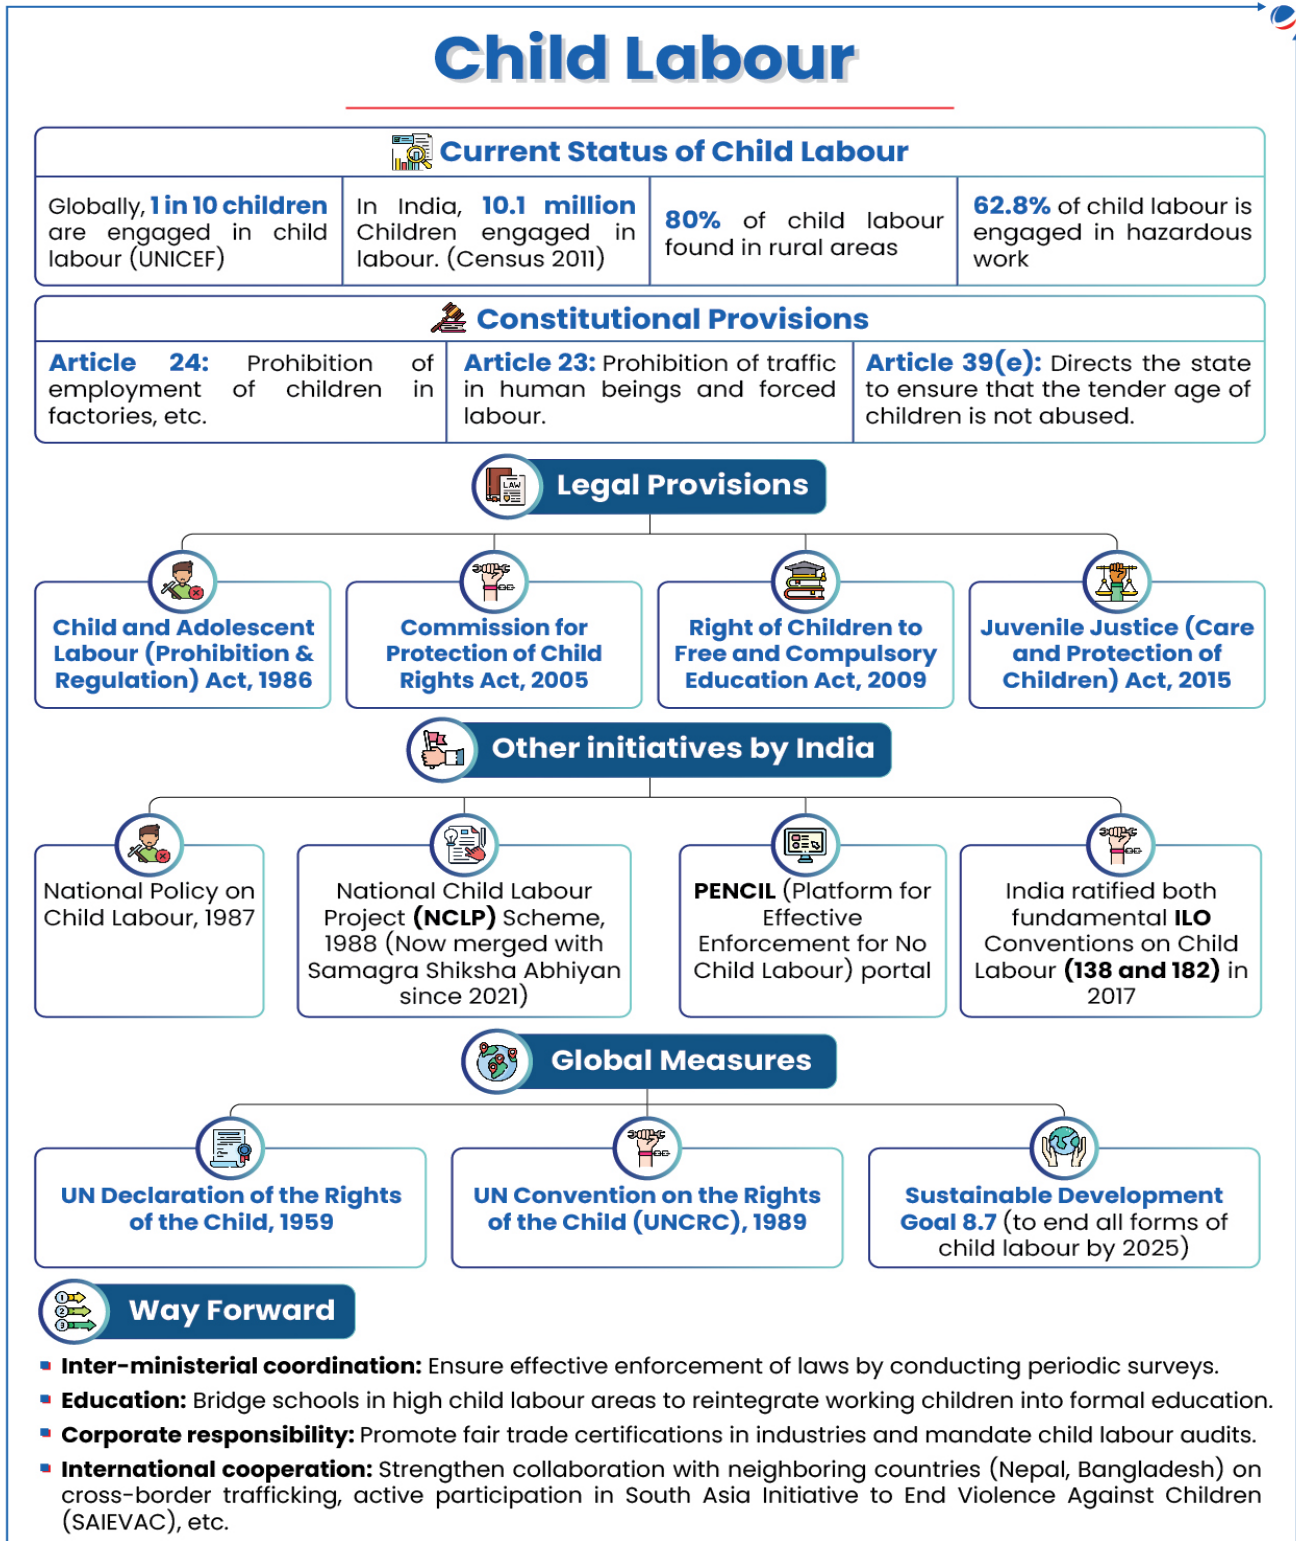 Child Labour
Current Status of Child Labour
Globally, 1 in 10 children
are engaged in child
labour (UNICEF)
In India, 10.1 million
Children engaged in
labour. (Census 2011)
80% of child labour
found in rural areas
62.8% of child labour is
engaged in hazardous
work
Constitutional Provisions
Article 24: Prohibition of
employment of children in
factories, etc.
Article 23: Prohibition of traffic
in human beings and forced
labour.
Article 39(e): Directs the state
to ensure that the tender age of
children is not abused.
LAW
Legal Provisions
Child and Adolescent
Labour (Prohibition &
Regulation) Act, 1986
Commission for
Protection of Child
Rights Act, 2005
Right of Children to
Free and Compulsory
Education Act, 2009
Juvenile Justice (Care
and Protection of
Children) Act, 2015
Other initiatives by India
National Policy on
Child Labour, 1987
National Child Labour
Project (NCLP) Scheme,
1988 (Now merged with
Samagra Shiksha Abhiyan
since 2021)
PENCIL (Platform for
Effective
Enforcement for No
Child Labour) portal
India ratified both
fundamental ILO
Conventions on Child
Labour (138 and 182) in
2017
Global Measures
UN Declaration of the Rights
of the Child, 1959
UN Convention on the Rights
of the Child (UNCRC), 1989
Sustainable Development
Goal 8.7 (to end all forms of
child labour by 2025)
1
2
3
Way Forward
Inter-ministerial coordination: Ensure effective enforcement of laws by conducting periodic surveys.
Education: Bridge schools in high child labour areas to reintegrate working children into formal education.
Corporate responsibility: Promote fair trade certifications in industries and mandate child labour audits.
International cooperation: Strengthen collaboration with neighboring countries (Nepal, Bangladesh) on
cross-border trafficking, active participation in South Asia Initiative to End Violence Against Children
(SAIEVAC), etc.